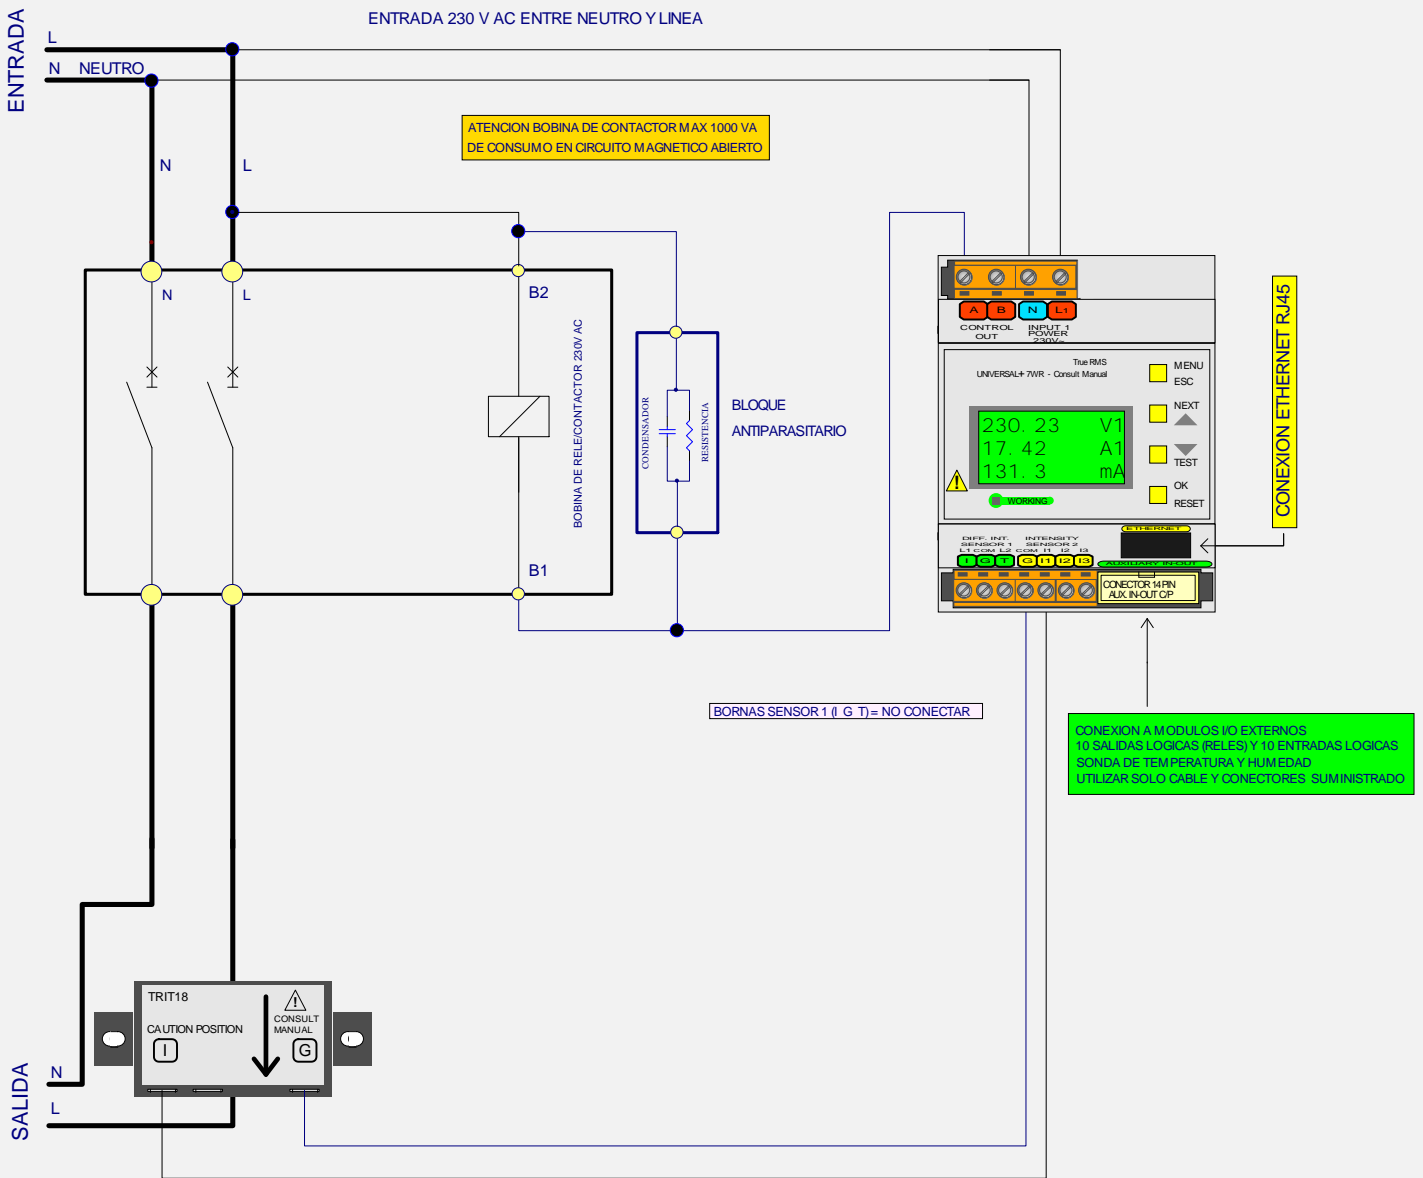 ENTRADA 230 V AC ENTRE NEUTRO Y LINEA
ENTRADA
L
N NEUTRO
N
L
ATENCION BOBINA DE CONTACTOR MAX 1000 VA
DE CONSUMO EN CIRCUITO MAGNETICO ABIERTO
N
L
B2
BOBINA DE RELE/CONTACTOR 230V AC
B1
CONDENSADOR
RESISTENCIA
BLOQUE
ANTIPARASITARIO
A B N L1
CONTROL
OUT
INPUT 1
POWER
230V~
True RMS
UNIVERSAL+ 7WR - Consult Manual
230.23 V1
17.42 A1
131.3 mA
WORKING
MENU
ESC
NEXT
TEST
OK
RESET
CONEXION ETHERNET RJ45
ETHERNET
DIFF. INT.
SENSOR 1
L1 COM L2
INTENSITY
SENSOR 2
COM I1 I2 I3
I G T G I1 I2 I3
AUXILIARY IN-OUT
CONECTOR 14 PIN
AUX. IN-OUT C/P
BORNAS SENSOR 1 (I G T) = NO CONECTAR
CONEXION A MODULOS I/O EXTERNOS
10 SALIDAS LOGICAS (RELES) Y 10 ENTRADAS LOGICAS
SONDA DE TEMPERATURA Y HUMEDAD
UTILIZAR SOLO CABLE Y CONECTORES SUMINISTRADO
TRIT18
CAUTION POSITION
I
CONSULT
MANUAL
G
SALIDA
N
L